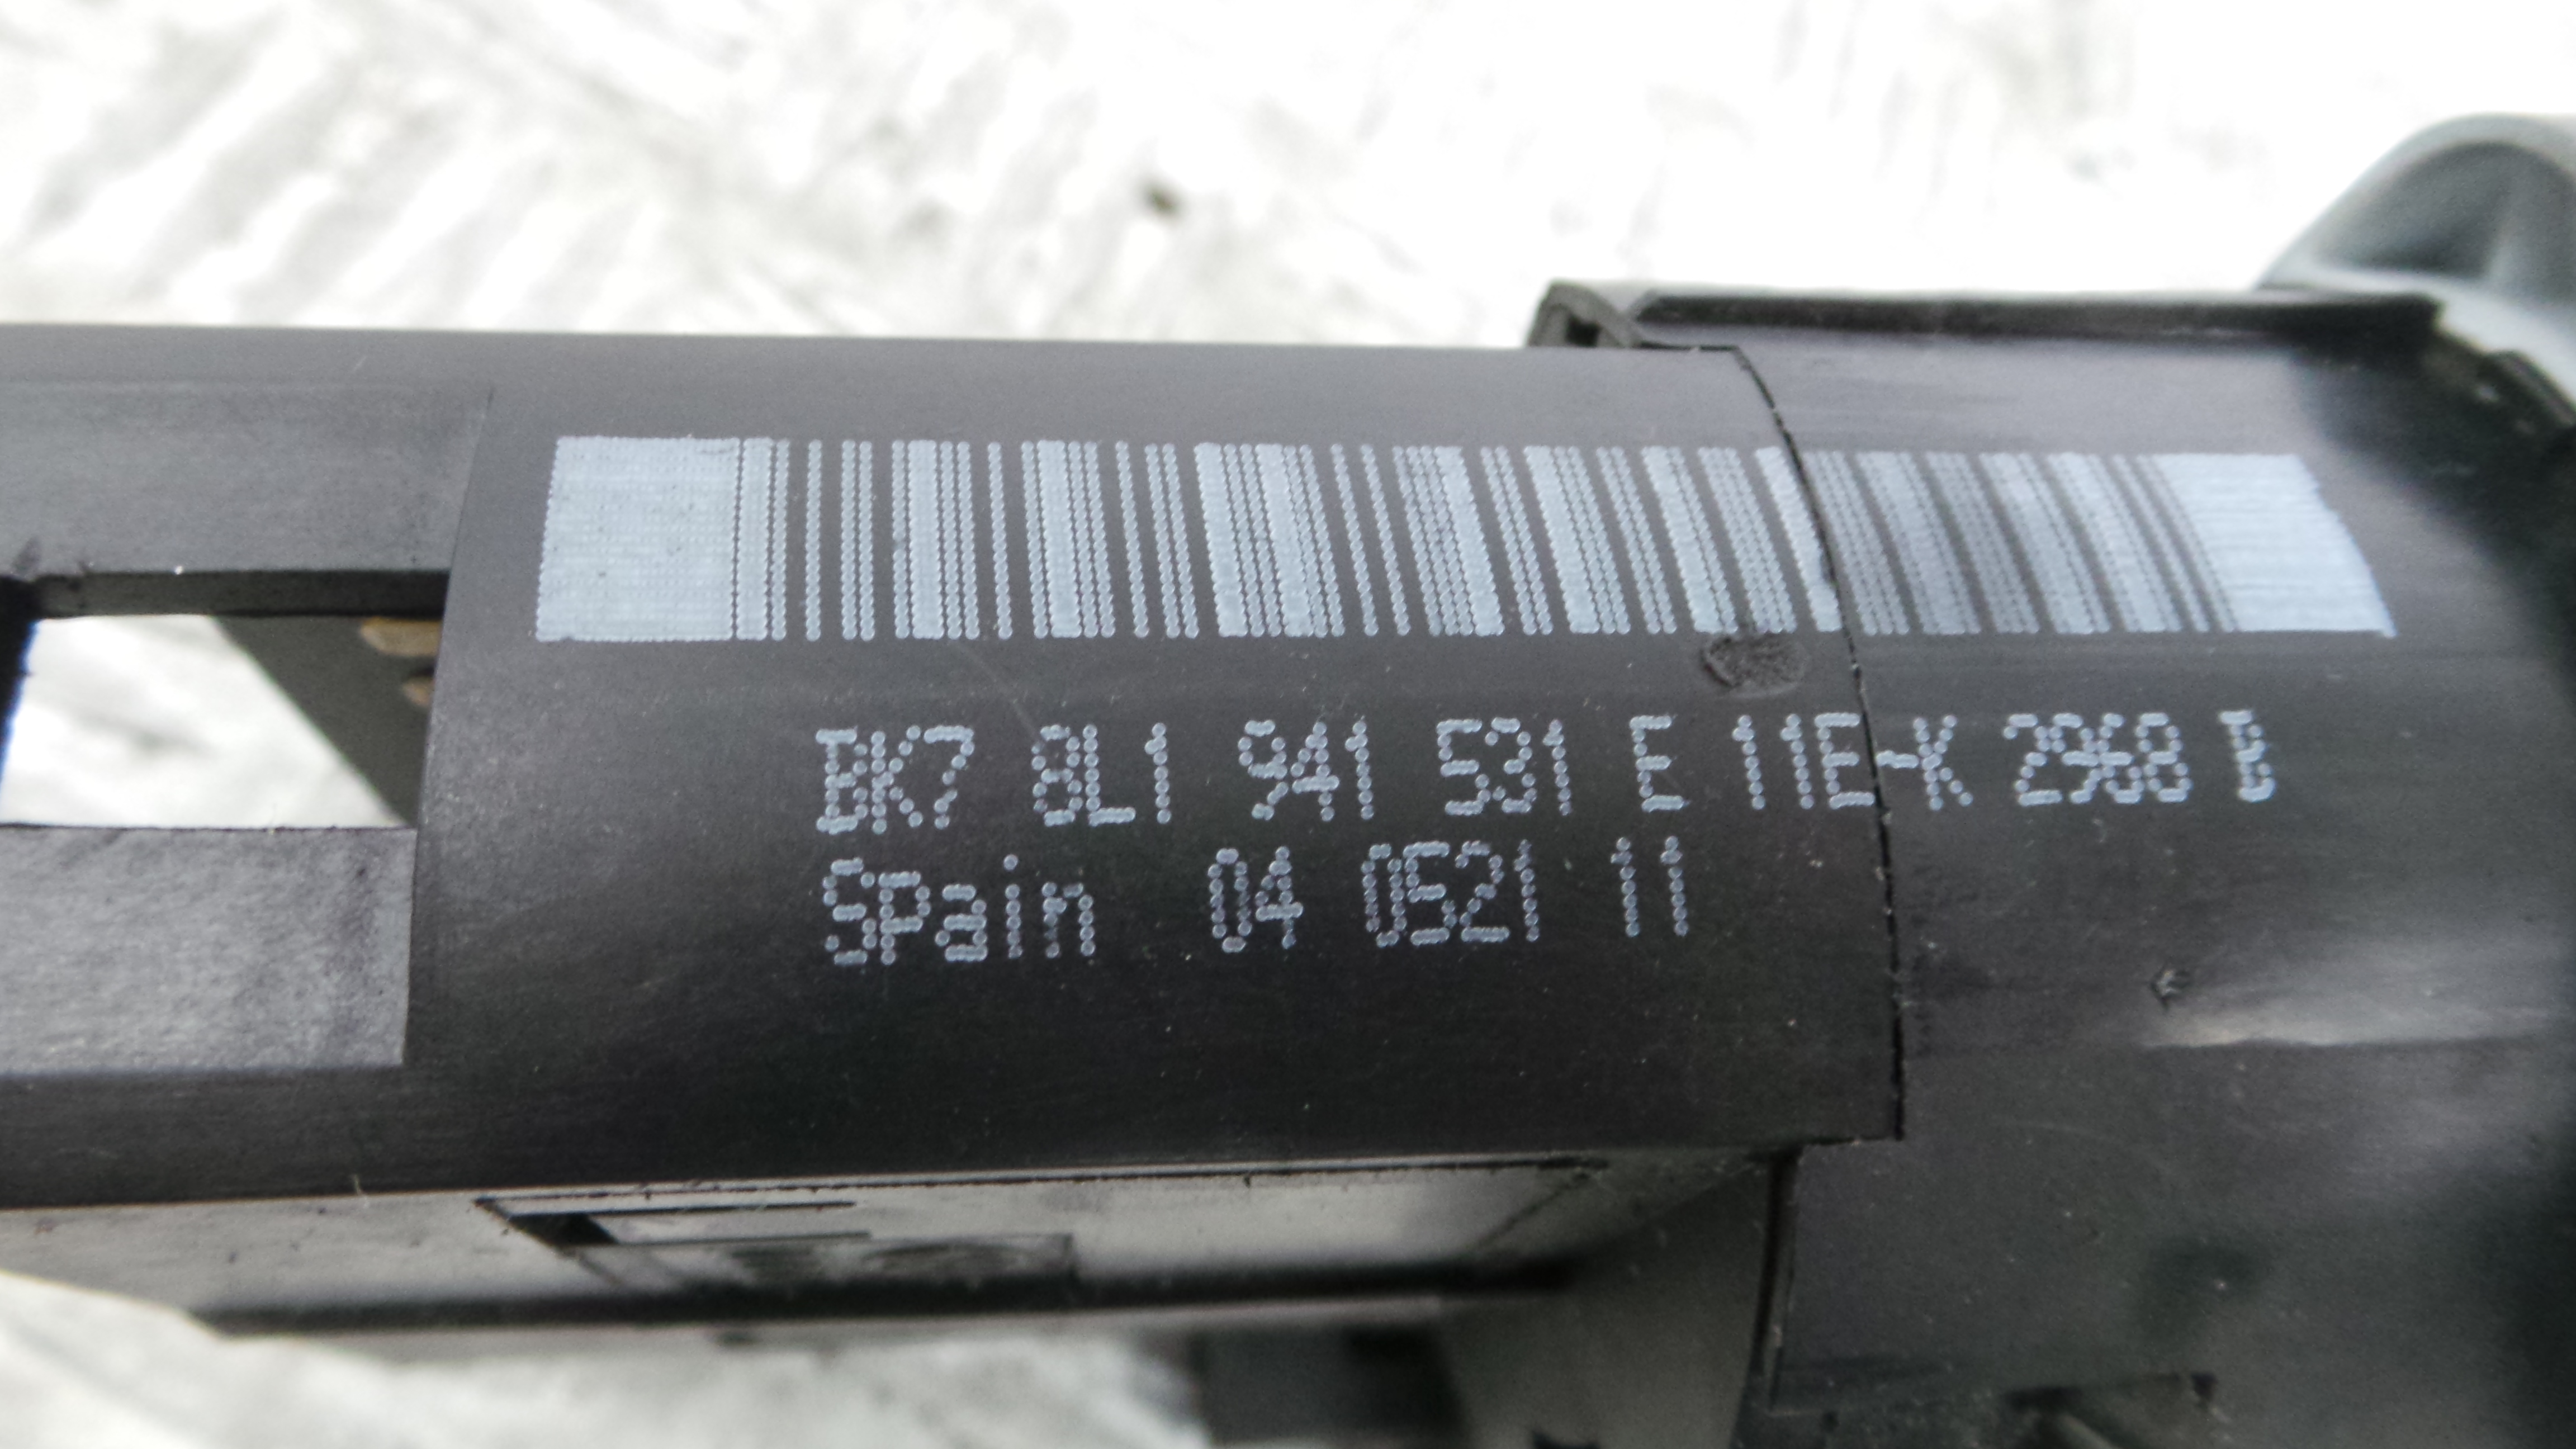 BK7 8L1 941 531 E 11E-K 2968 B
Spain 04 0521 11